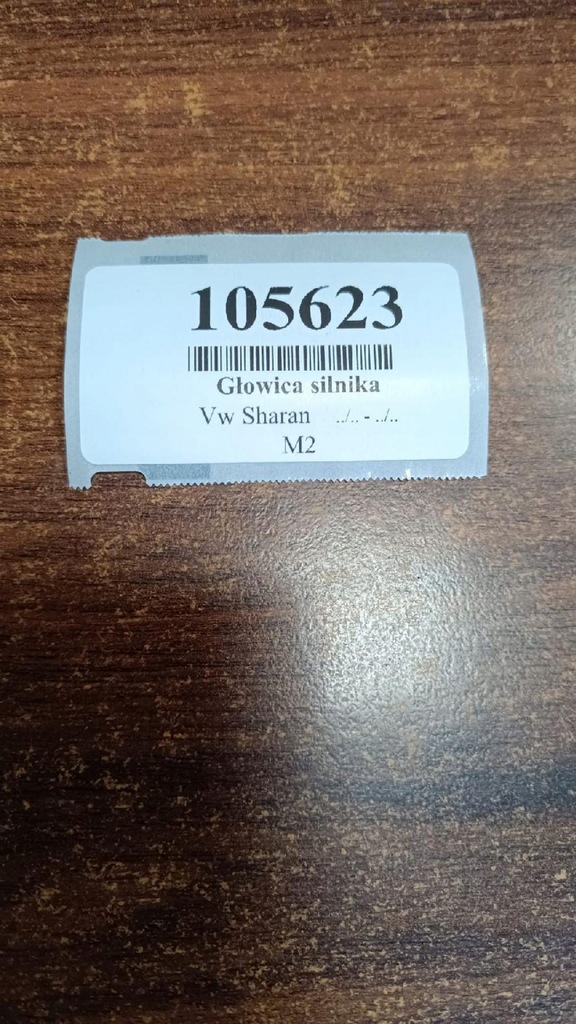 105623
Głowica silnika
Vw Sharan ../.. - ../..
M2